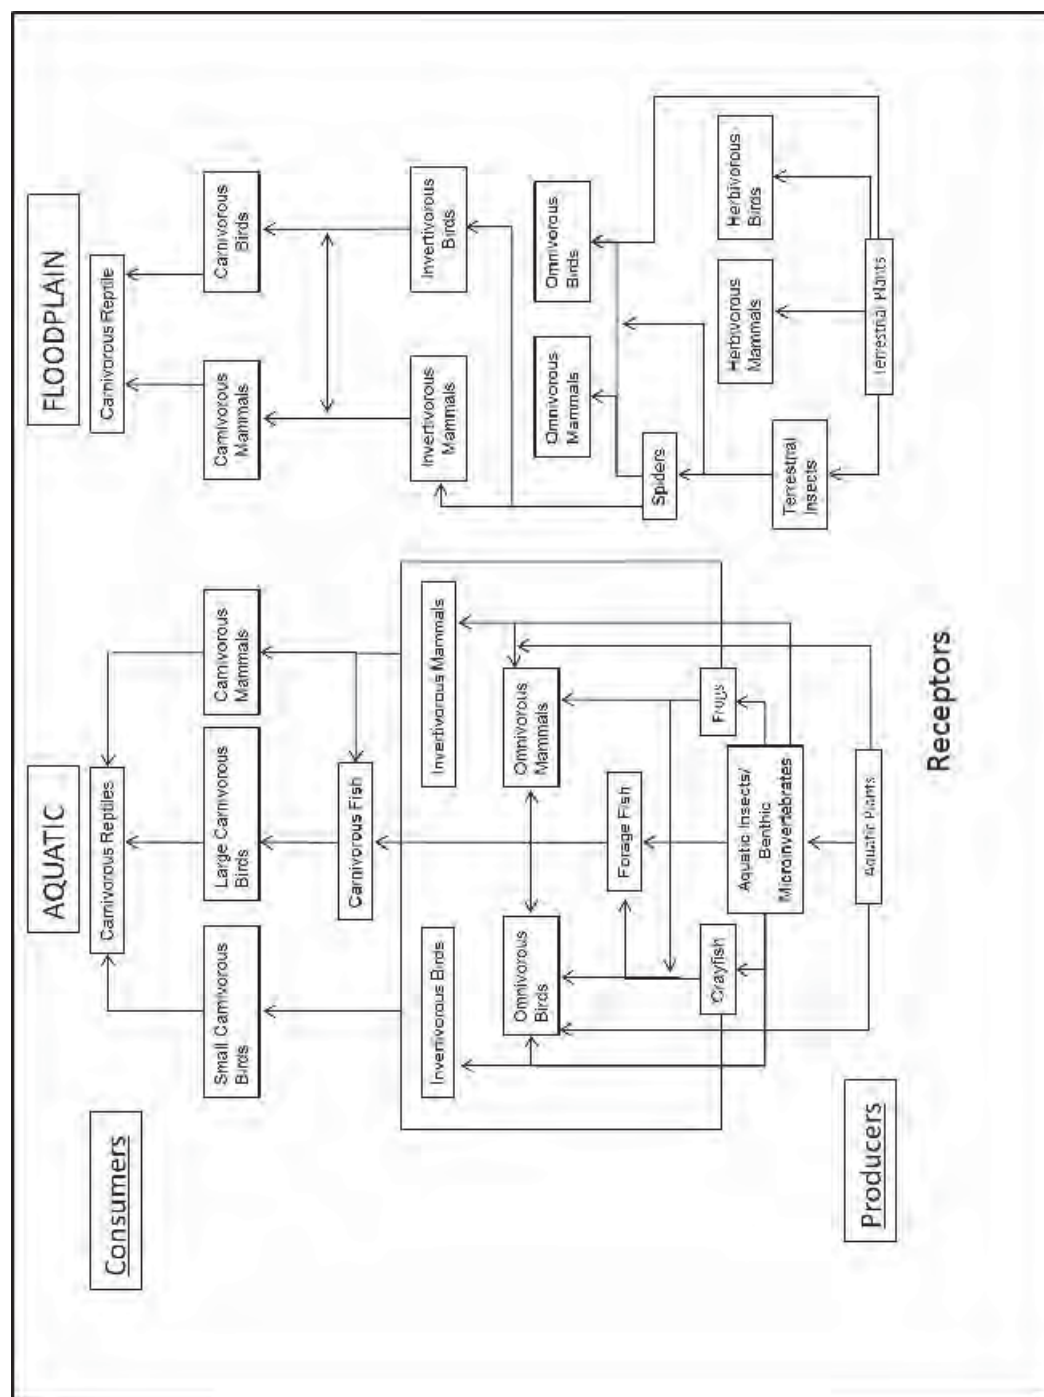 AQUATIC
FLOODPLAIN
Consumers
Carnivorous Reptiles
Carnivorous Reptile
Small Carnivorous
Birds
Large Carnivorous
Birds
Carnivorous
Mammals
Carnivorous
Mammals
Carnivorous
Birds
Carnivorous Fish
Invertivorous Birds
Invertivorous Mammals
Invertivorous
Mammals
Invertivorous
Birds
Omnivorous
Birds
Omnivorous
Mammals
Omnivorous
Mammals
Omnivorous
Birds
Forage Fish
Spiders
Crayfish
Frogs
Aquatic Insects/
Benthic
Microinvertebrates
Terrestrial
Insects
Herbivorous
Mammals
Herbivorous
Birds
Producers
Aquatic Plants
Terrestrial Plants
Receptors